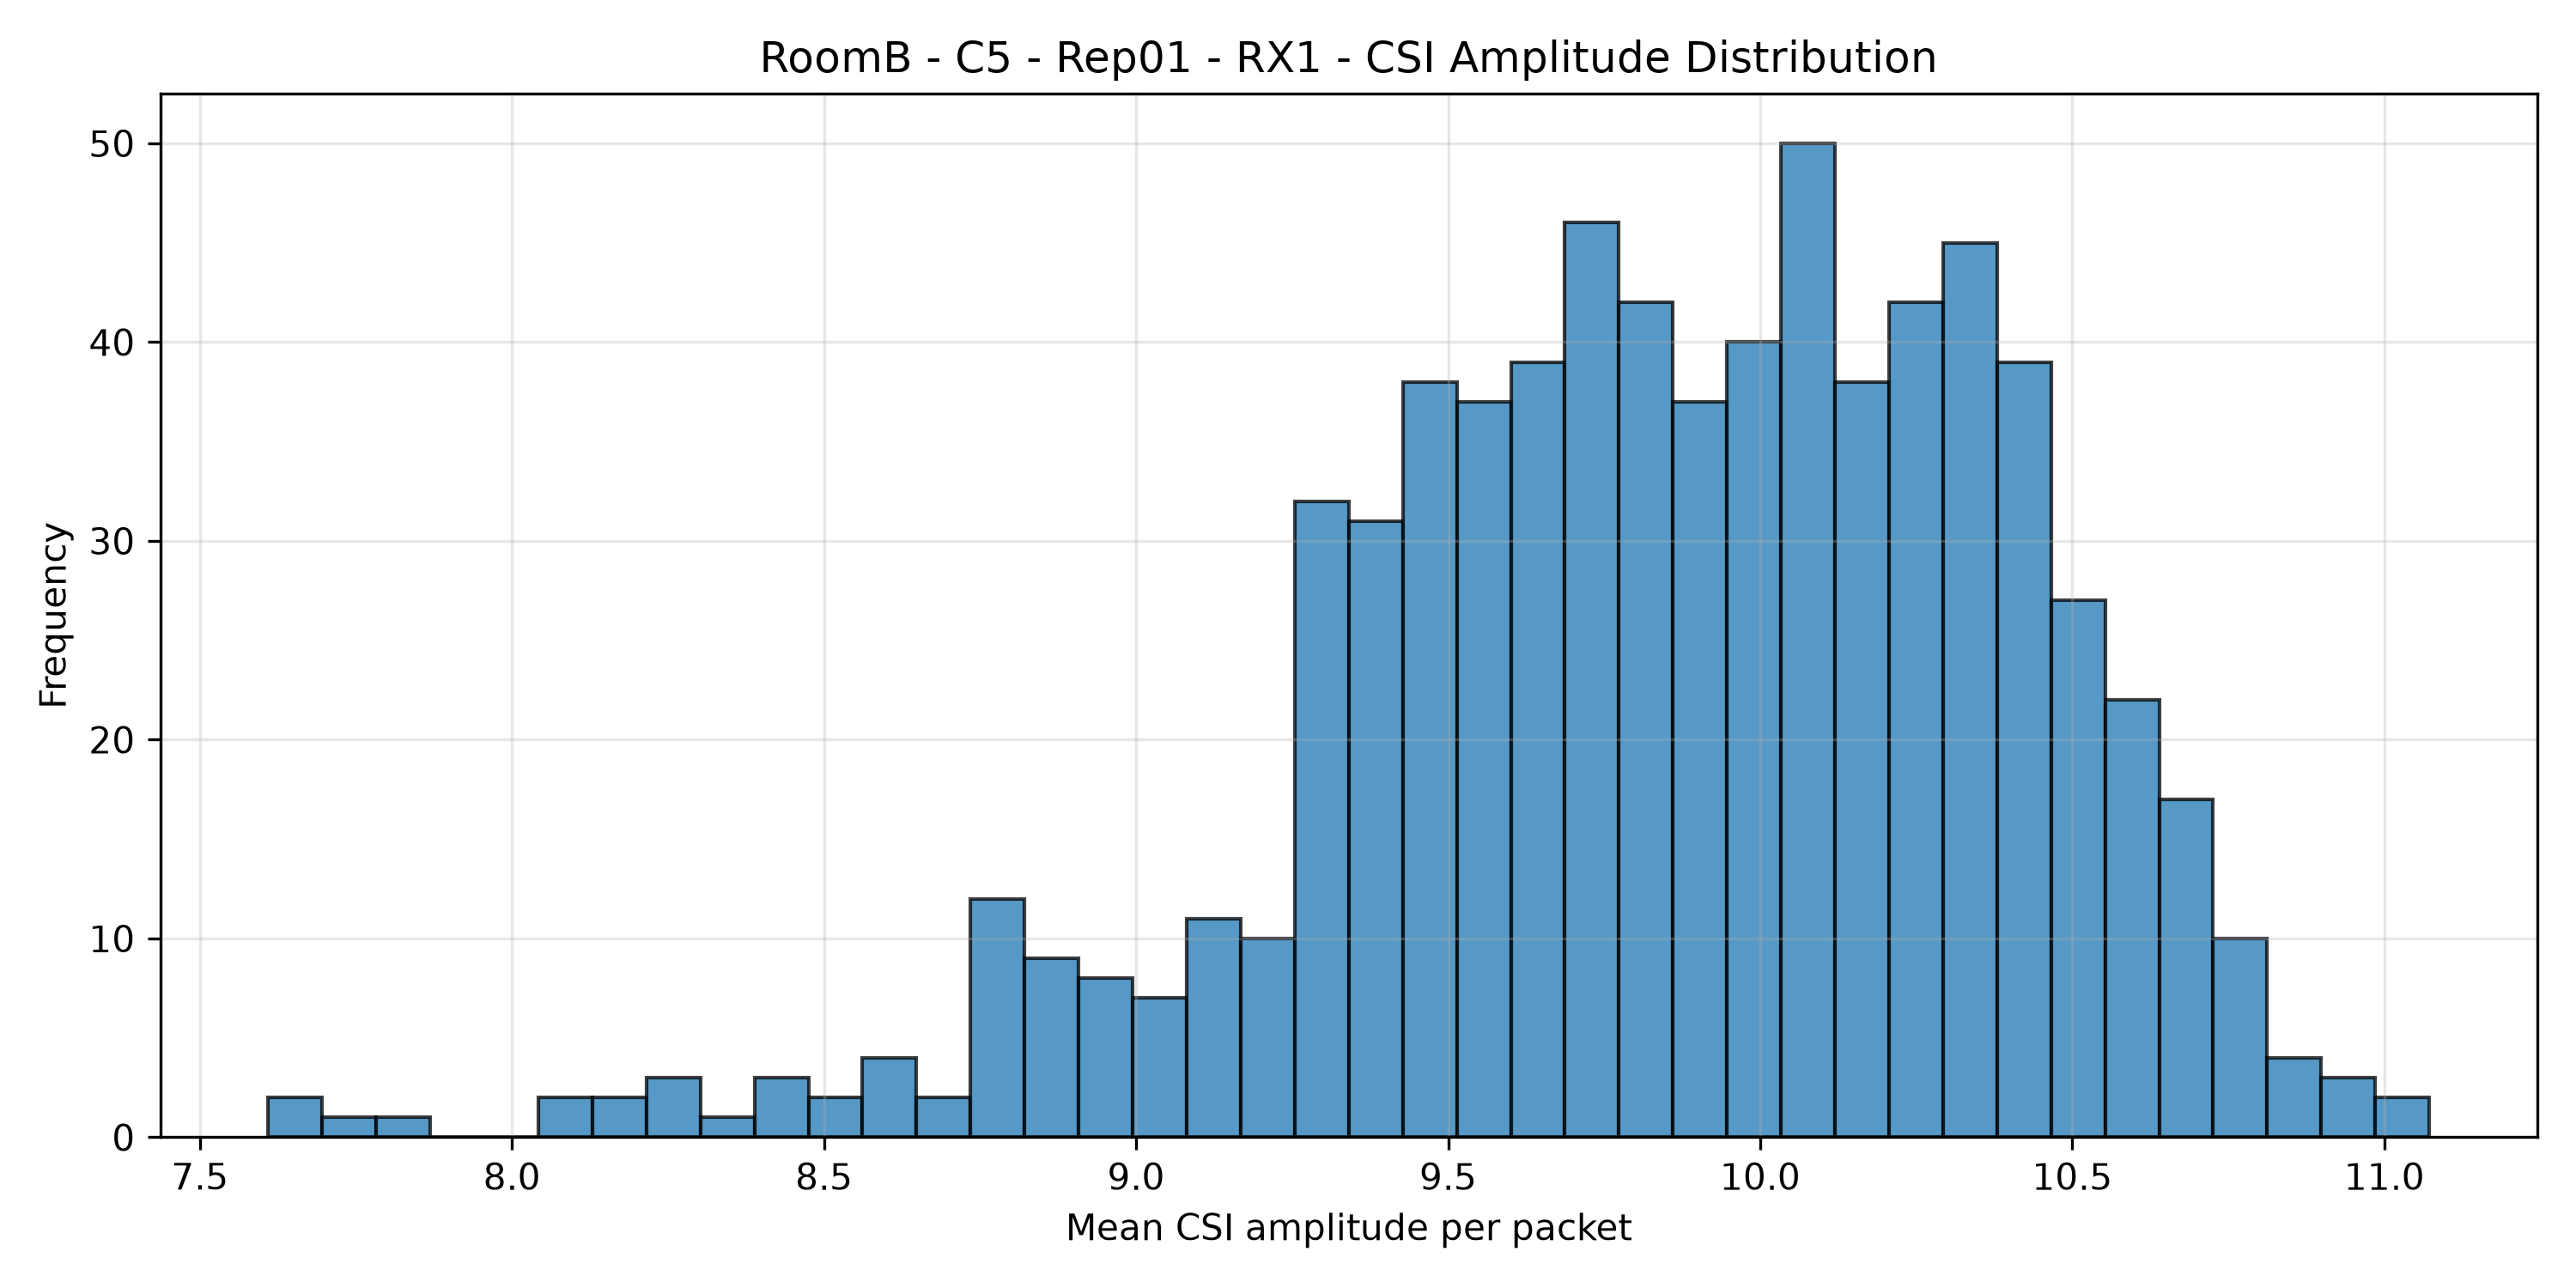 RoomB - C5 - Rep01 - RX1 - CSI Amplitude Distribution
50
40
30
20
10
0
Frequency
7.5 8.0 8.5 9.0 9.5 10.0 10.5 11.0
Mean CSI amplitude per packet